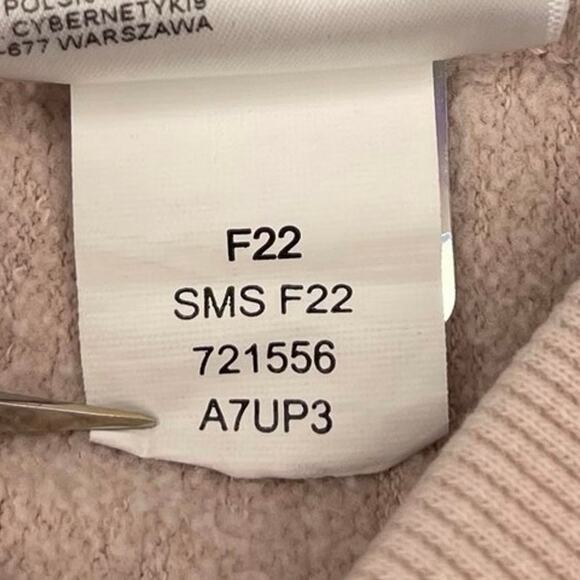 CYBERNETYKI9
-677 WARSZAWA
F22
SMS F22
721556
A7UP3